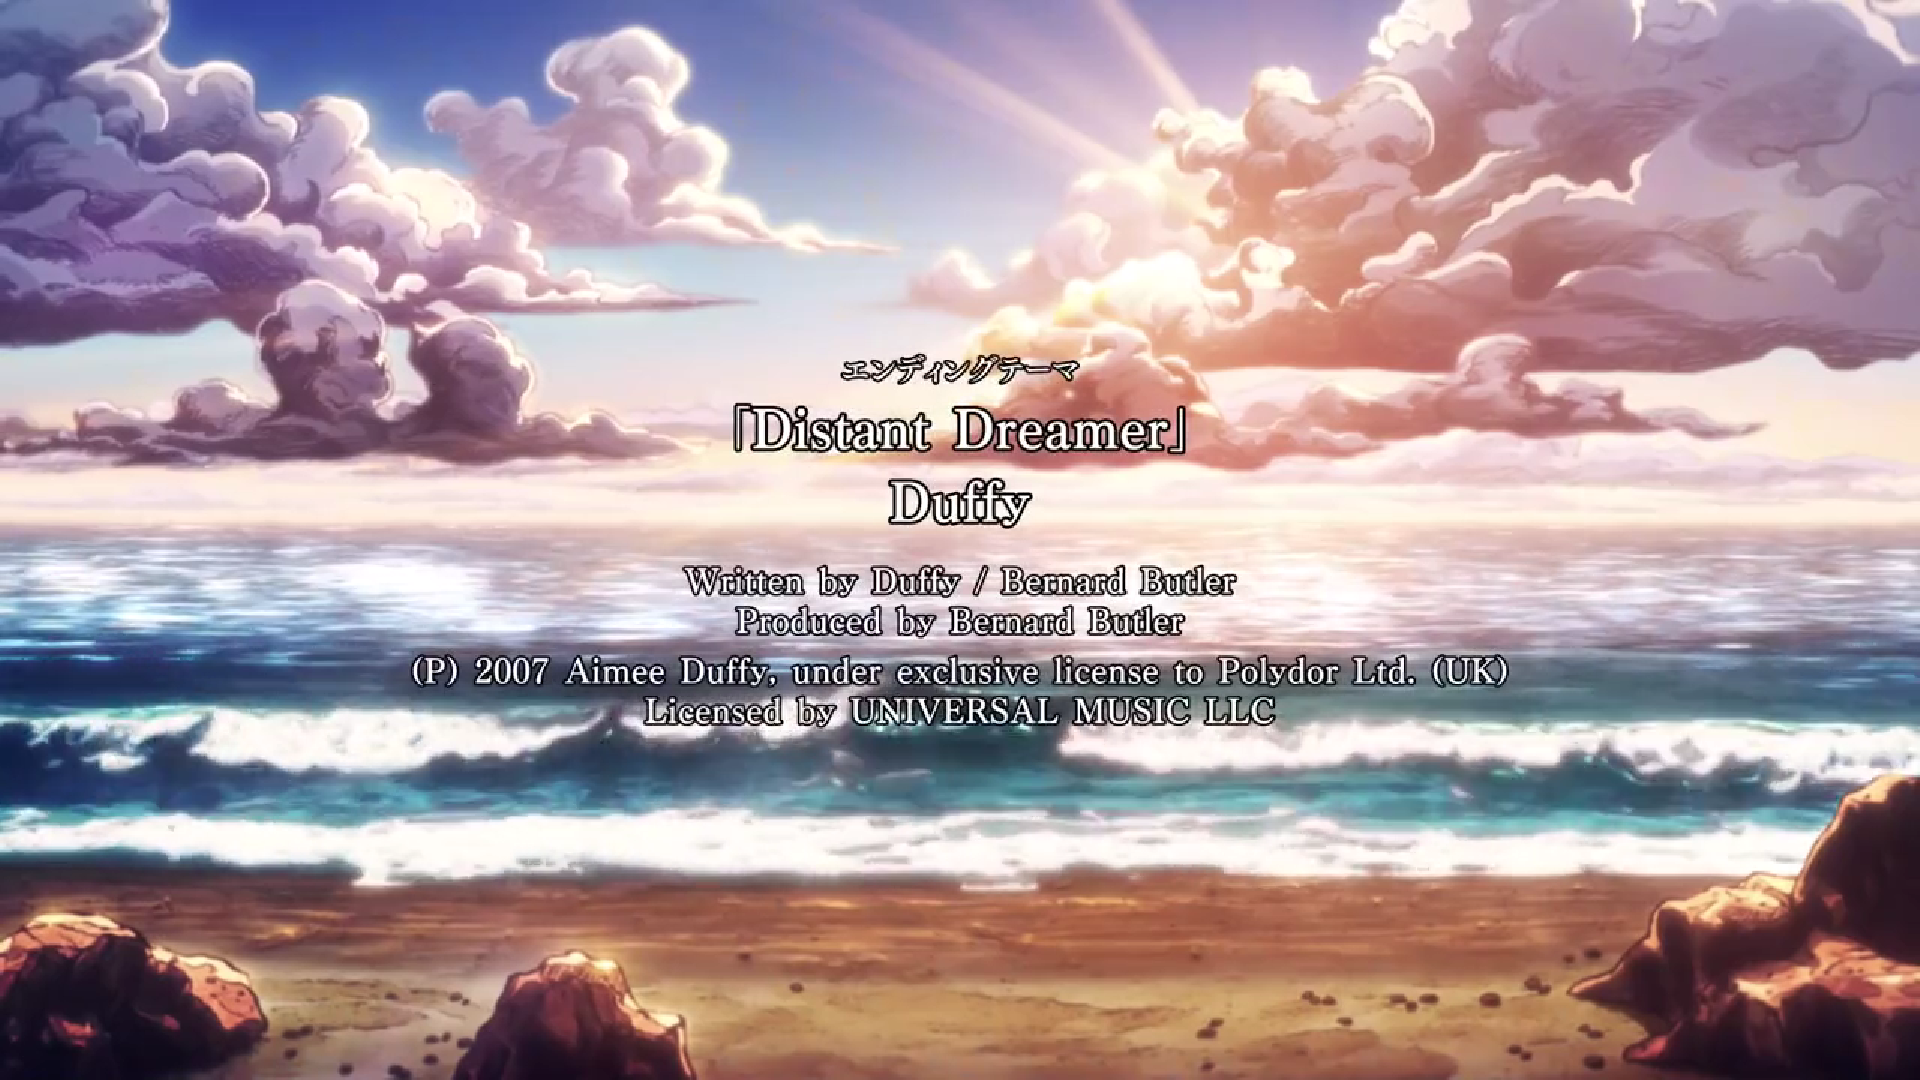 エンディングテーマ
「Distant Dreamer」
Duffy
Written by Duffy / Bernard Butler
Produced by Bernard Butler
(P) 2007 Aimee Duffy, under exclusive license to Polydor Ltd. (UK)
Licensed by UNIVERSAL MUSIC LLC